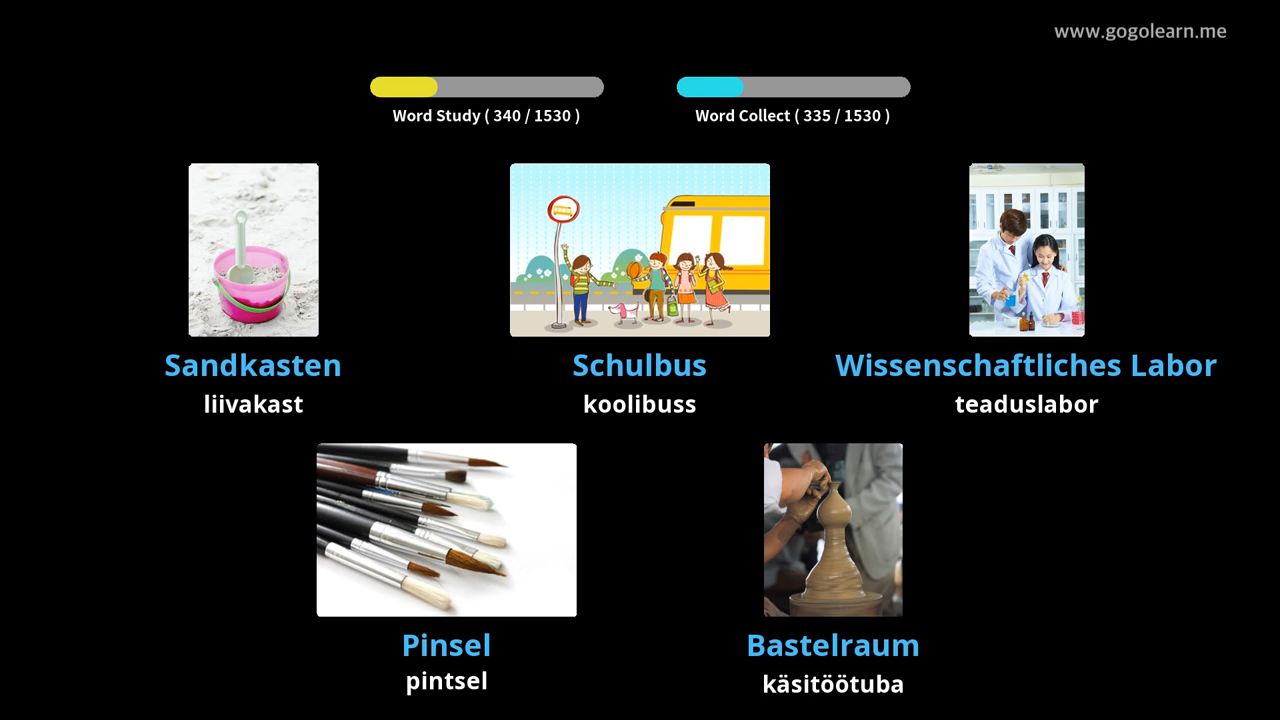 www.gogolearn.me
Word Study ( 340 / 1530 )
Word Collect ( 335 / 1530 )
Sandkasten
liivakast
Schulbus
koolibuss
Wissenschaftliches Labor
teaduslabor
Pinsel
pintsel
Bastelraum
käsitöötuba